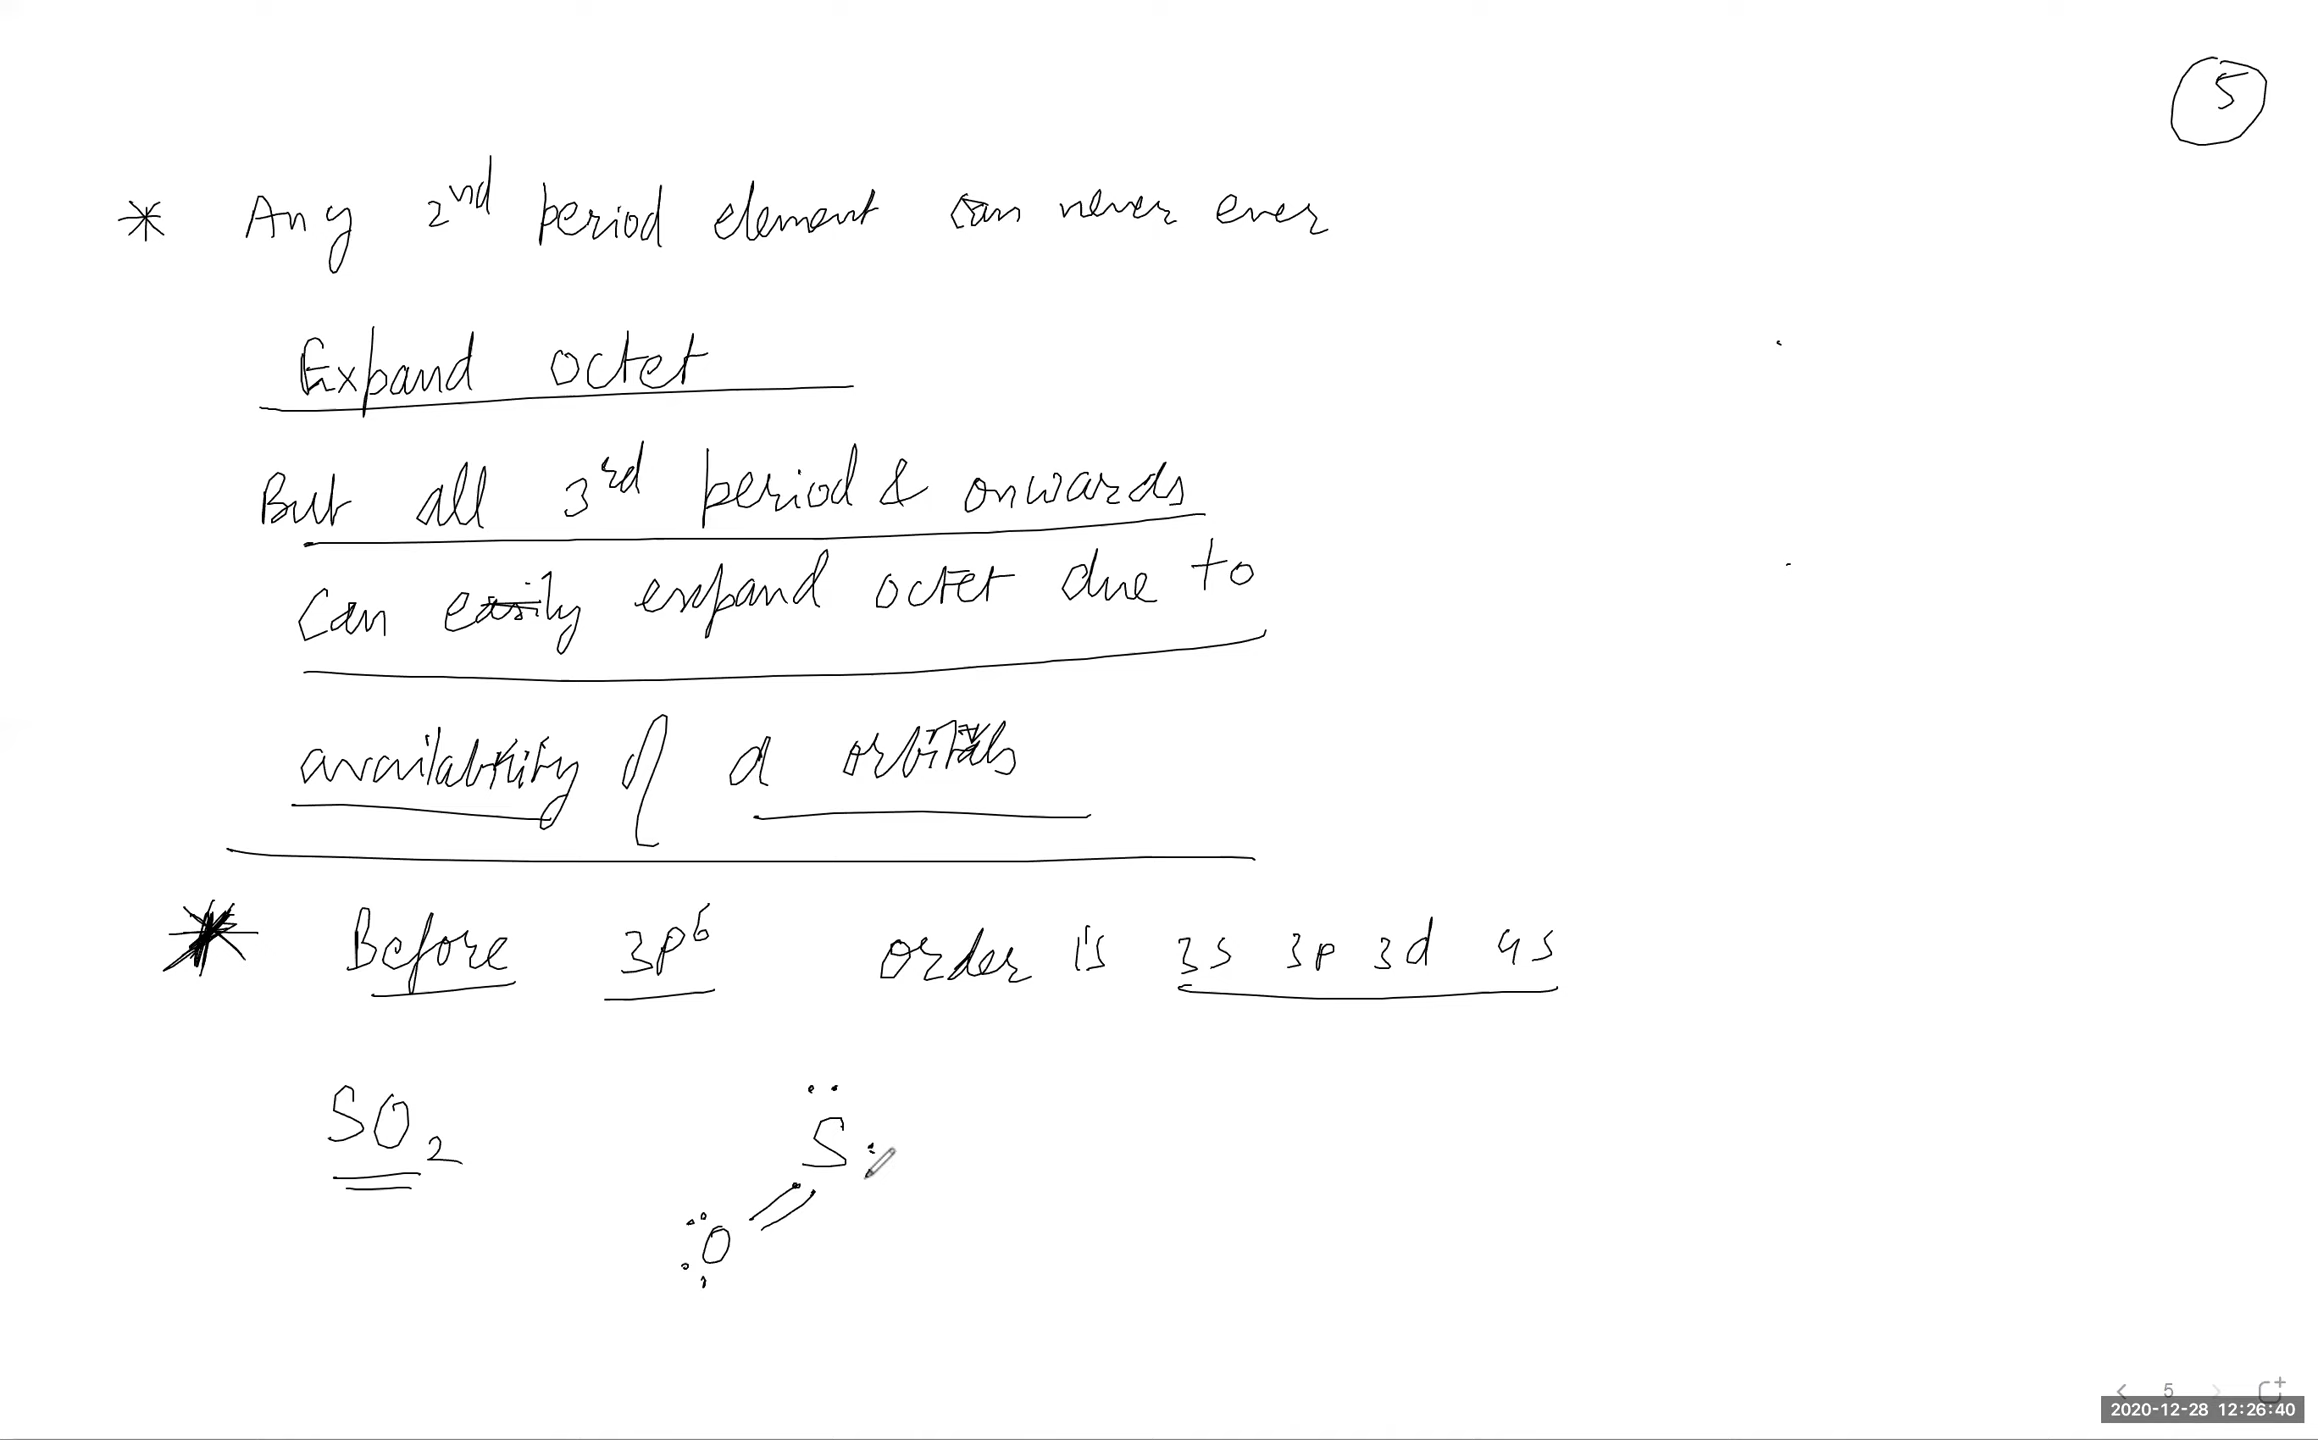 5
* Any 2nd period element can never ever
Expand octet
But all 3rd period & onwards
Can easily expand octet due to
availability of d orbitals
* Before 3p⁶ order is 3s 3p 3d 4s
SO₂
S
O
5
2020-12-28 12:26:40